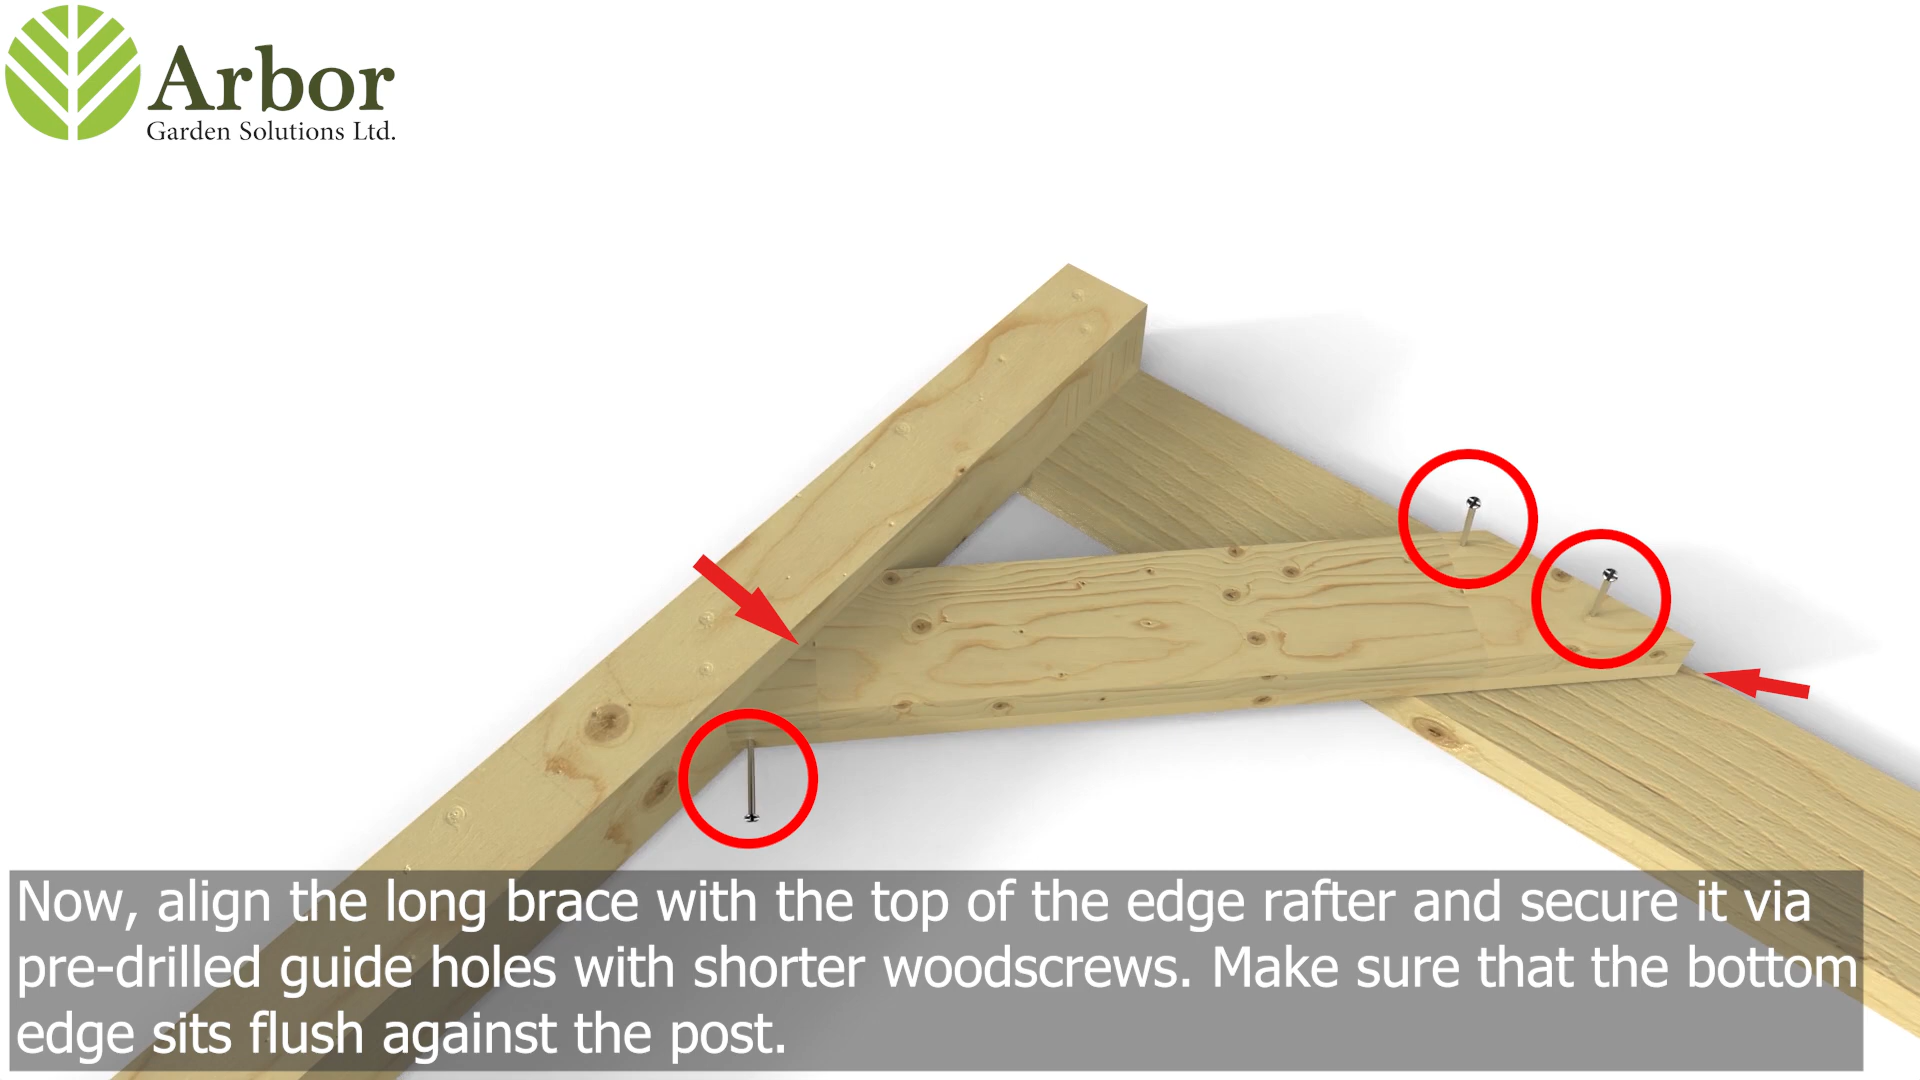 Arbor
Garden Solutions Ltd.
Now, align the long brace with the top of the edge rafter and secure it via
pre-drilled guide holes with shorter woodscrews. Make sure that the bottom
edge sits flush against the post.